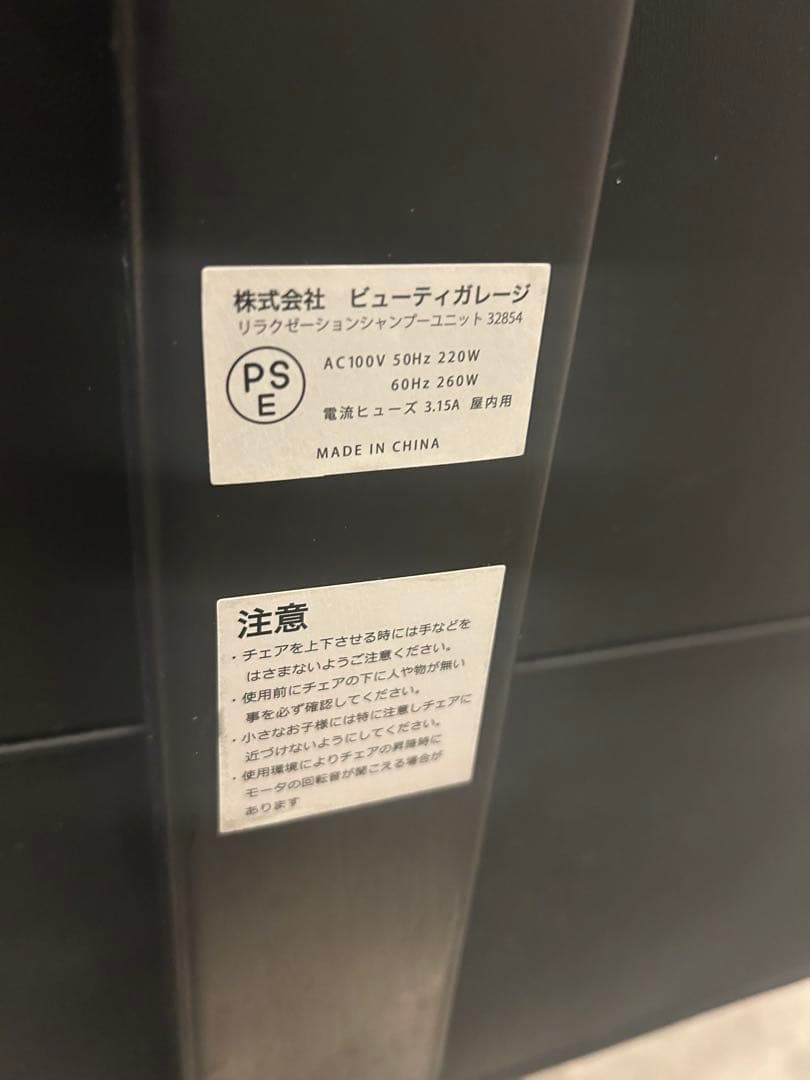 株式会社 ビューティガレージ
リラクゼーションシャンプーユニット 32854
PSE
AC100V 50Hz 220W
60Hz 260W
電流ヒューズ 3.15A 屋内用
MADE IN CHINA
注意
・チェアを上下させる時には手などを
はさまないようご注意ください。
・使用前にチェアの下に人や物が無い
事を必ず確認してください。
・小さなお子様には特に注意しチェアに
近づけないようにしてください。
・使用環境によりチェアの昇降時に
モータの回転音が聞こえる場合が
あります